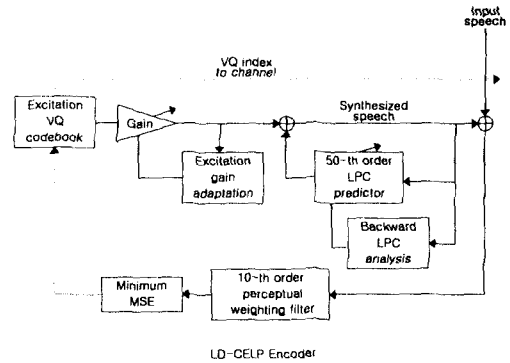 Input
speech
VQ index
to channel
Excitation
VQ
codebook
Gain
Synthesized
speech
Excitation
gain
adaptation
50-th order
LPC
predictor
Backward
LPC
analysis
Minimum
MSE
10-th order
perceptual
weighting filter
LD-CELP Encoder